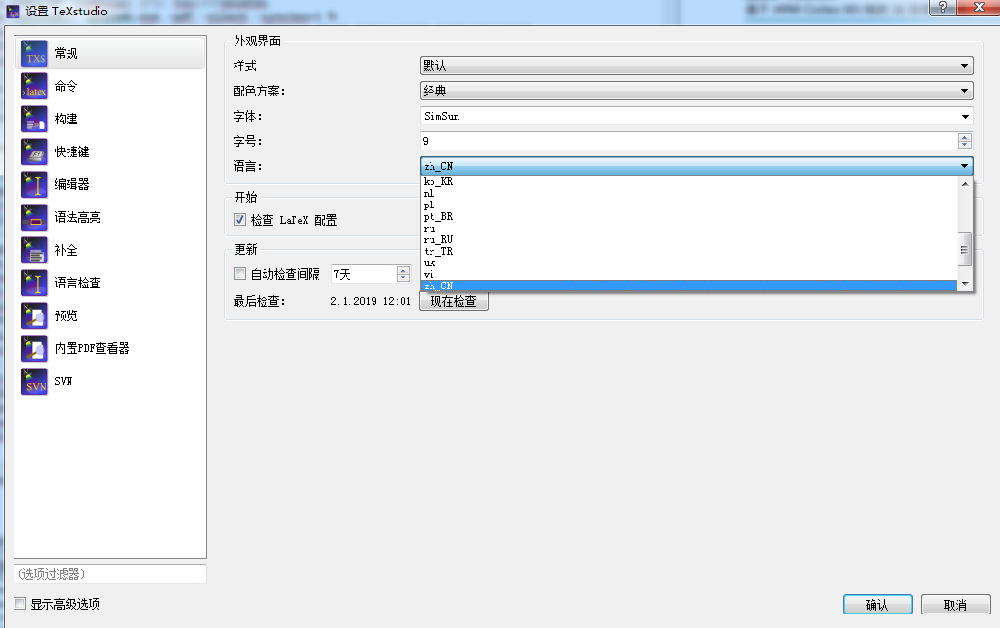 设置 TeXstudio
TXS 常规
>latex 命令
构建
快捷键
编辑器
语法高亮
补全
语言检查
预览
内置PDF查看器
SVN SVN
(选项过滤器)
显示高级选项
外观界面
样式 默认
配色方案： 经典
字体： SimSun
字号： 9
语言： zh_CN
ko_KR
nl
pl
pt_BR
ru
ru_RU
tr_TR
uk
vi
zh_CN
开始
检查 LaTeX 配置
更新
自动检查间隔 7天
最后检查： 2.1.2019 12:01 现在检查
确认 取消